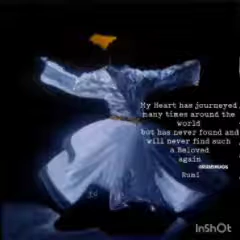 My Heart has journeyed
many times around the
world
but has never found and
will never find such
a Beloved
again
Rumi
InShOt